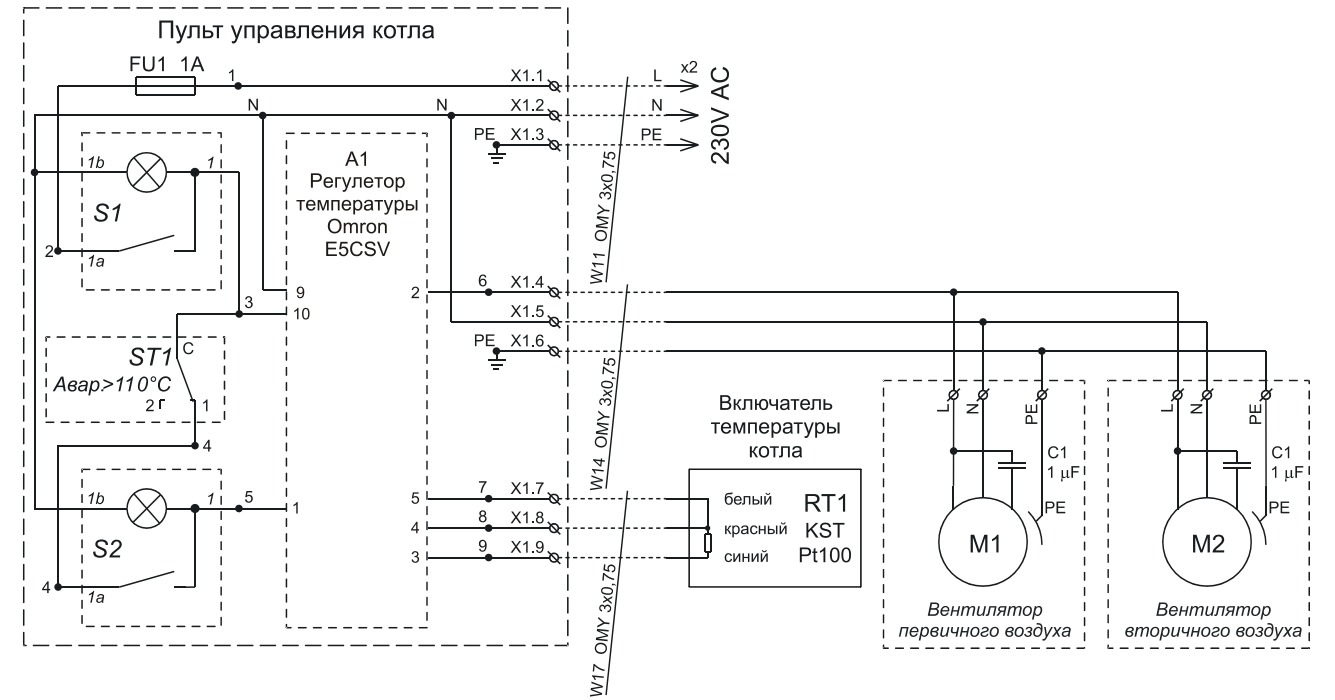 Пульт управления котла
FU1 1A
1
X1.1
L
x2
N
N
X1.2
N
230V AC
PE
X1.3
PE
1b
1
S1
2
1a
A1
Регулетор
температуры
Omron
E5CSV
W11 OMY 3x0,75
9
2
6
X1.4
3
10
X1.5
PE
X1.6
ST1
C
Авар.>110°C
2
1
4
W14 OMY 3x0,75
L
N
PE
C1
1 µF
PE
M1
Вентилятор
первичного воздуха
L
N
PE
C1
1 µF
PE
M2
Вентилятор
вторичного воздуха
Включатель
температуры
котла
1b
1
5
1
S2
4
1a
5
7
X1.7
4
8
X1.8
3
9
X1.9
белый
RT1
красный
KST
синий
Pt100
W17 OMY 3x0,75